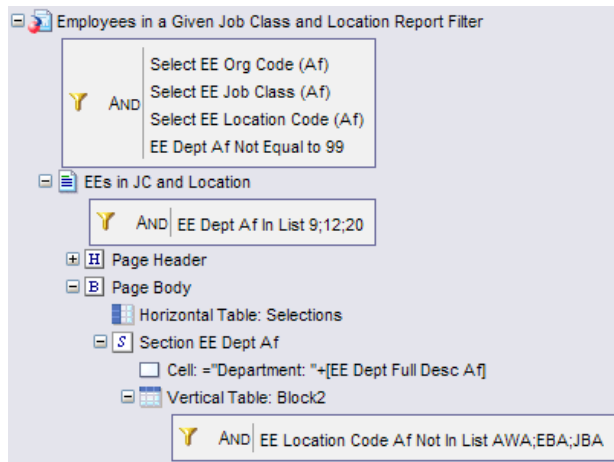 Employees in a Given Job Class and Location Report Filter
Select EE Org Code (Af)
AND Select EE Job Class (Af)
Select EE Location Code (Af)
EE Dept Af Not Equal to 99
EEs in JC and Location
AND EE Dept Af In List 9;12;20
H Page Header
B Page Body
Horizontal Table: Selections
S Section EE Dept Af
Cell: ="Department: "+[EE Dept Full Desc Af]
Vertical Table: Block2
AND EE Location Code Af Not In List AWA;EBA;JBA